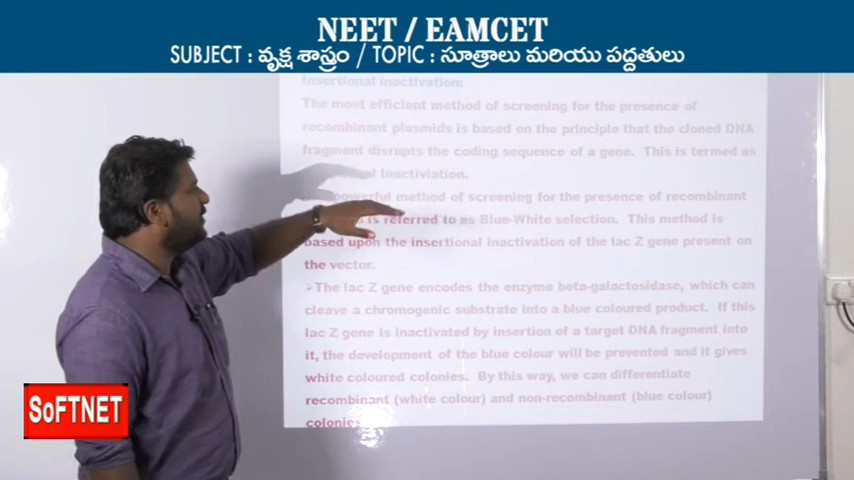 NEET / EAMCET
SUBJECT : వృక్ష శాస్త్రం / TOPIC : సూత్రాలు మరియు పద్దతులు
Insertional inactivation:
The most efficient method of screening for the presence of
recombinant plasmids is based on the principle that the cloned DNA
fragment disrupts the coding sequence of a gene. This is termed as
Inactiviation.
powerful method of screening for the presence of recombinant
is referred to as Blue-White selection. This method is
based upon the insertional inactivation of the lac Z gene present on
the vector.
➢The lac Z gene encodes the enzyme beta-galactosidase, which can
cleave a chromogenic substrate into a blue coloured product. If this
lac Z gene is inactivated by insertion of a target DNA fragment into
it, the development of the blue colour will be prevented and it gives
white coloured colonies. By this way, we can differentiate
recombinant (white colour) and non-recombinant (blue colour)
colonies.
SoFTNET